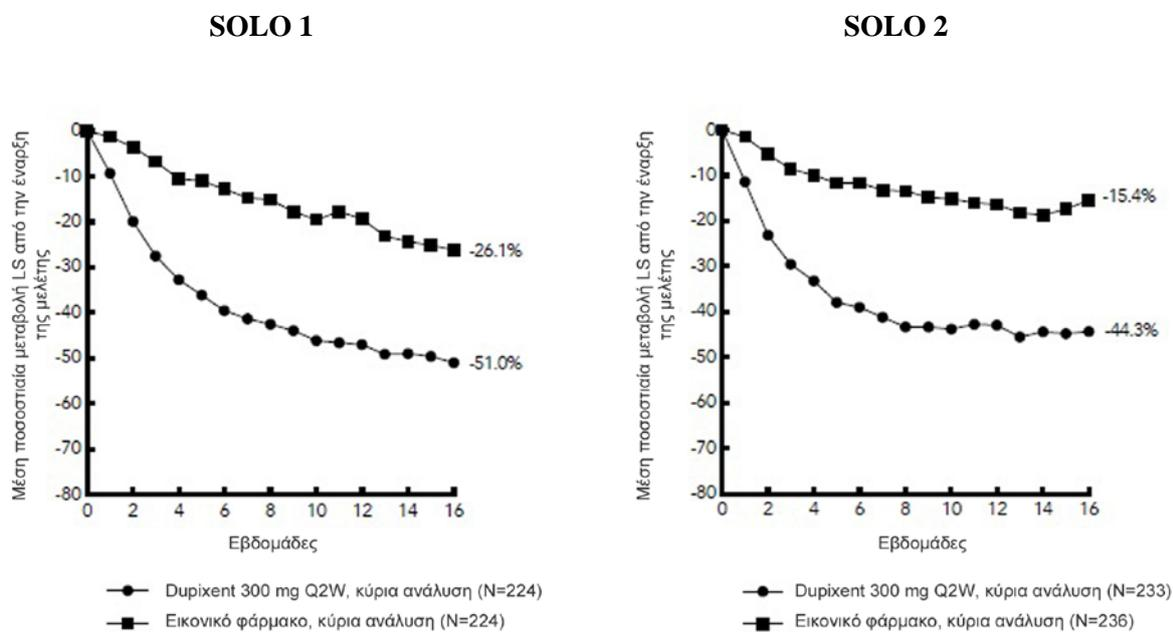 SOLO 1
SOLO 2
Μέση ποσοστιαία μεταβολή LS από την έναρξη
της μελέτης
0
-10
-20
-30
-40
-50
-60
-70
-80
-26.1%
-51.0%
0 2 4 6 8 10 12 14 16
Εβδομάδες
Dupixent 300 mg Q2W, κύρια ανάλυση (N=224)
Εικονικό φάρμακο, κύρια ανάλυση (N=224)
Μέση ποσοστιαία μεταβολή LS από την έναρξη
της μελέτης
0
-10
-20
-30
-40
-50
-60
-70
-80
-15.4%
-44.3%
0 2 4 6 8 10 12 14 16
Εβδομάδες
Dupixent 300 mg Q2W, κύρια ανάλυση (N=233)
Εικονικό φάρμακο, κύρια ανάλυση (N=236)